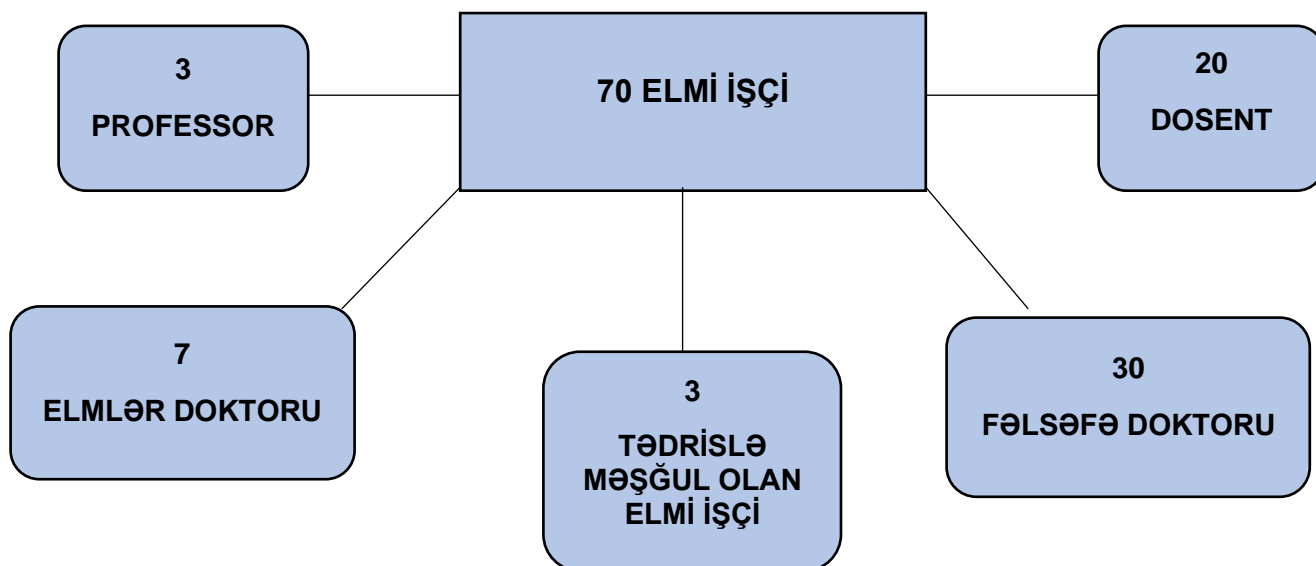 3
PROFESSOR
70 ELMİ İŞÇİ
20
DOSENT
7
ELMLƏR DOKTORU
3
TƏDRİSLƏ
MƏŞĞUL OLAN
ELMİ İŞÇİ
30
FƏLSƏFƏ DOKTORU